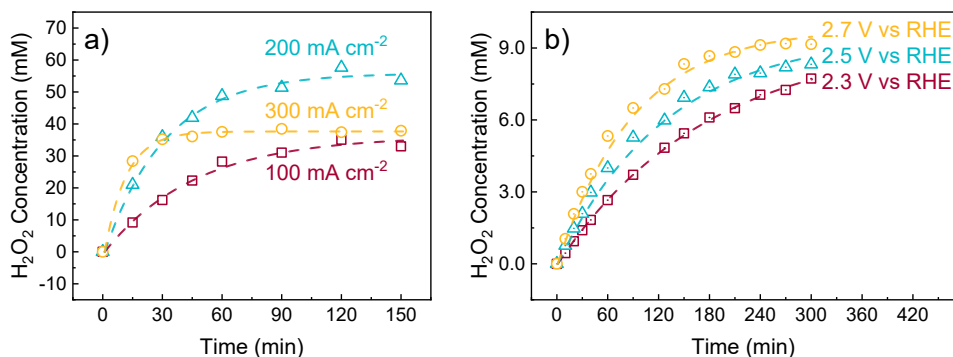 a)
200 mA cm⁻²
300 mA cm⁻²
100 mA cm⁻²
H₂O₂ Concentration (mM)
70
60
50
40
30
20
10
0
-10
0 30 60 90 120 150
Time (min)
b)
2.7 V vs RHE
2.5 V vs RHE
2.3 V vs RHE
H₂O₂ Concentration (mM)
9.0
6.0
3.0
0.0
0 60 120 180 240 300 360 420
Time (min)